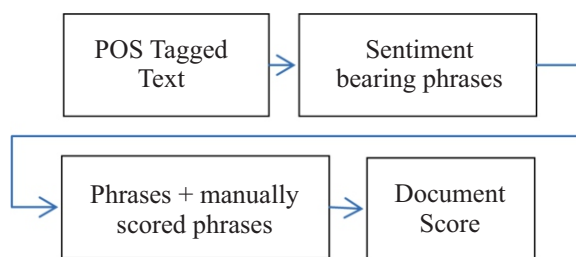 POS Tagged
Text
Sentiment
bearing phrases
Phrases + manually
scored phrases
Document
Score